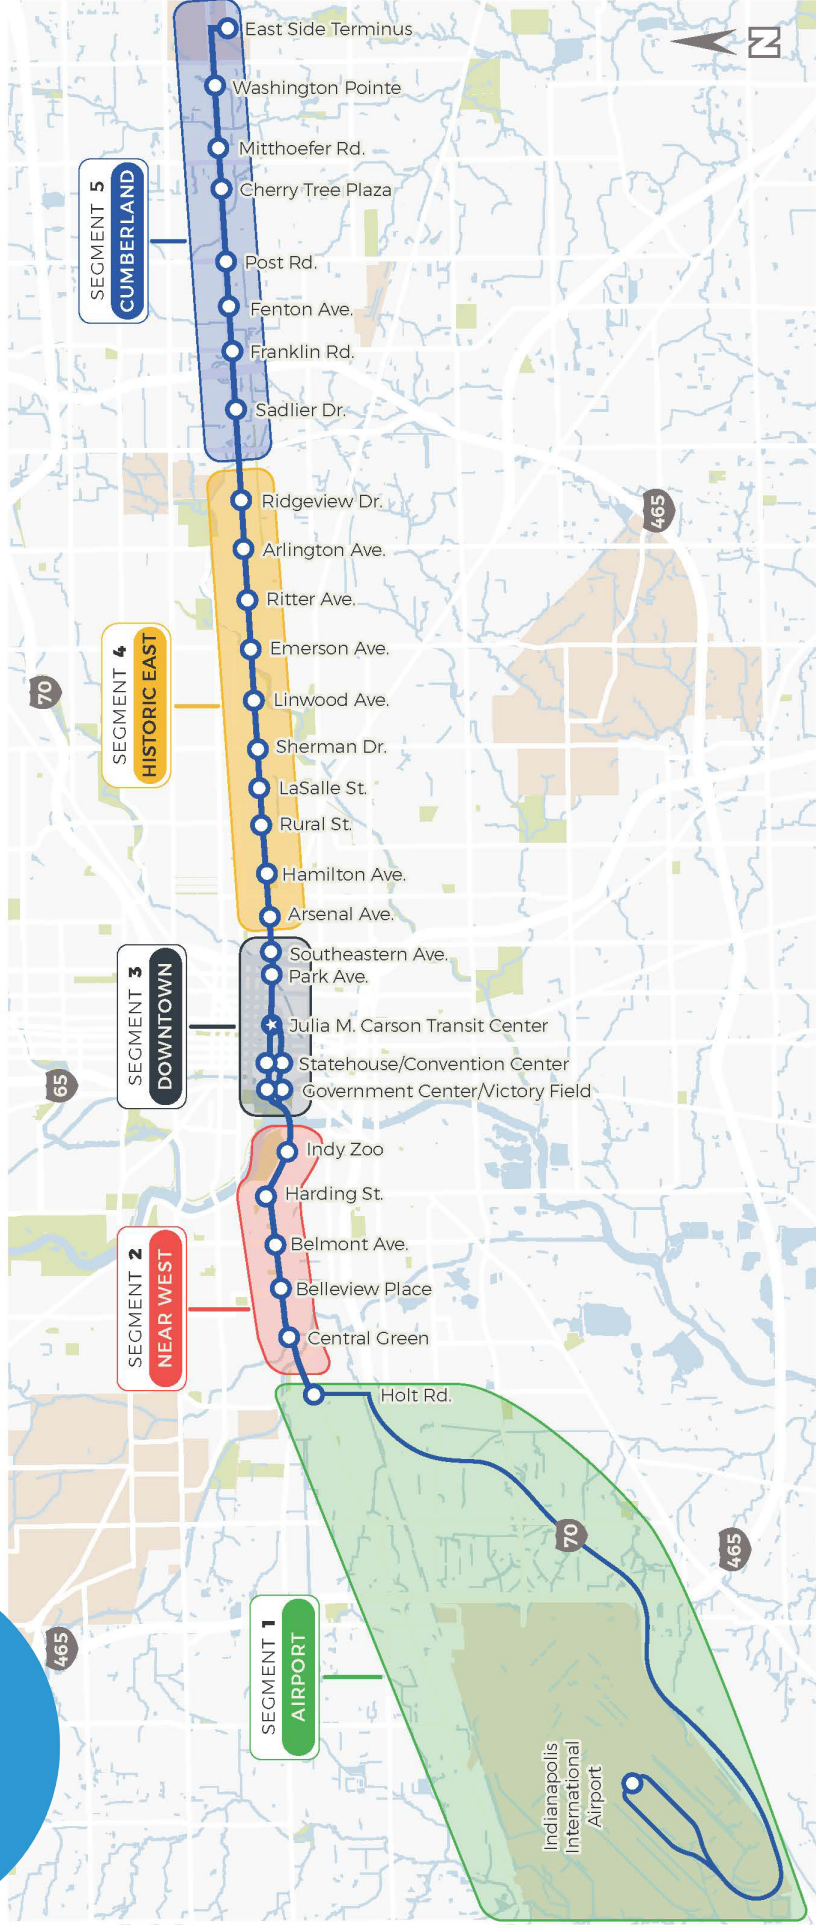 N
East Side Terminus
Washington Pointe
Mitthoefer Rd.
Cherry Tree Plaza
SEGMENT 5
CUMBERLAND
Post Rd.
Fenton Ave.
Franklin Rd.
Sadlier Dr.
Ridgeview Dr.
465
Arlington Ave.
Ritter Ave.
Emerson Ave.
SEGMENT 4
HISTORIC EAST
70
Linwood Ave.
Sherman Dr.
LaSalle St.
Rural St.
Hamilton Ave.
Arsenal Ave.
Southeastern Ave.
Park Ave.
SEGMENT 3
DOWNTOWN
Julia M. Carson Transit Center
Statehouse/Convention Center
65
Government Center/Victory Field
Indy Zoo
Harding St.
Belmont Ave.
Belleview Place
SEGMENT 2
NEAR WEST
Central Green
Holt Rd.
70
465
465
SEGMENT 1
AIRPORT
Indianapolis
International
Airport